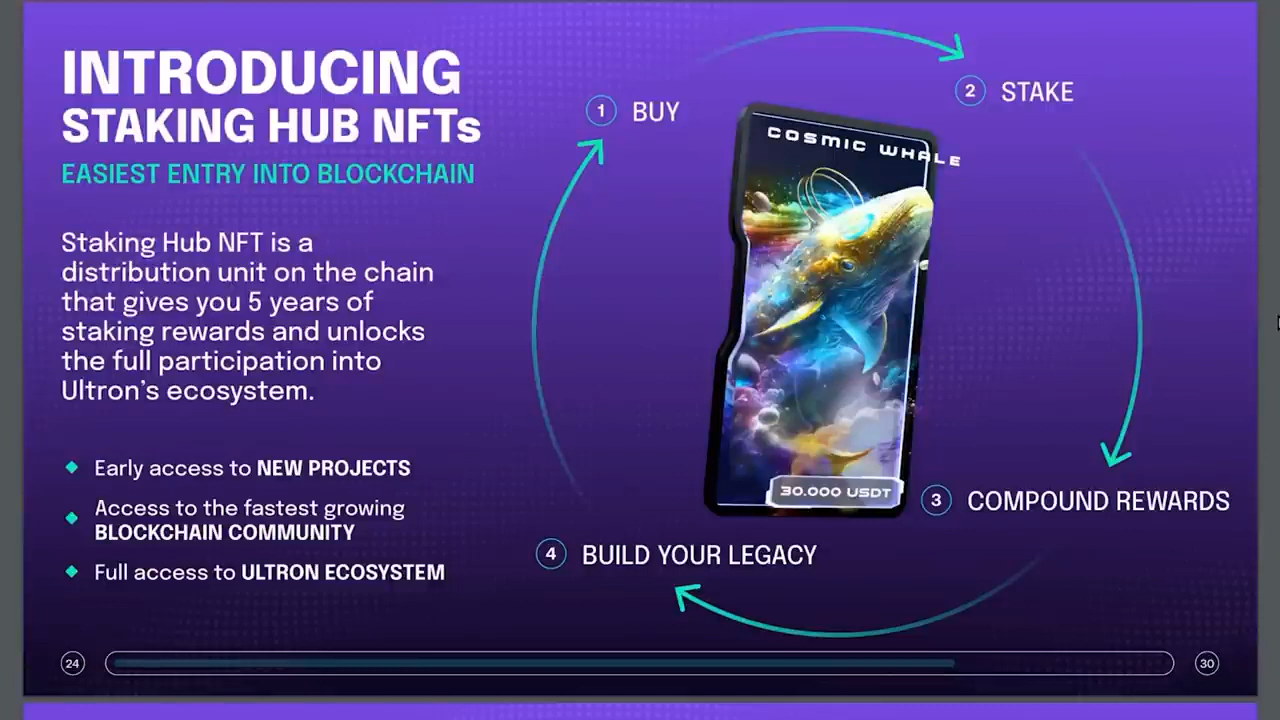 INTRODUCING
STAKING HUB NFTs
EASIEST ENTRY INTO BLOCKCHAIN
Staking Hub NFT is a
distribution unit on the chain
that gives you 5 years of
staking rewards and unlocks
the full participation into
Ultron's ecosystem.
Early access to NEW PROJECTS
Access to the fastest growing
BLOCKCHAIN COMMUNITY
Full access to ULTRON ECOSYSTEM
1 BUY
2 STAKE
COSMIC WHALE
30.000 USDT
3 COMPOUND REWARDS
4 BUILD YOUR LEGACY
24
30